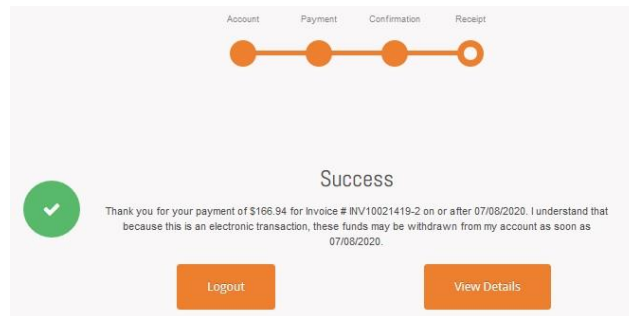 Account Payment Confirmation Receipt
Success
Thank you for your payment of $166.94 for Invoice # INV10021419-2 on or after 07/08/2020. I understand that
because this is an electronic transaction, these funds may be withdrawn from my account as soon as
07/08/2020.
Logout View Details